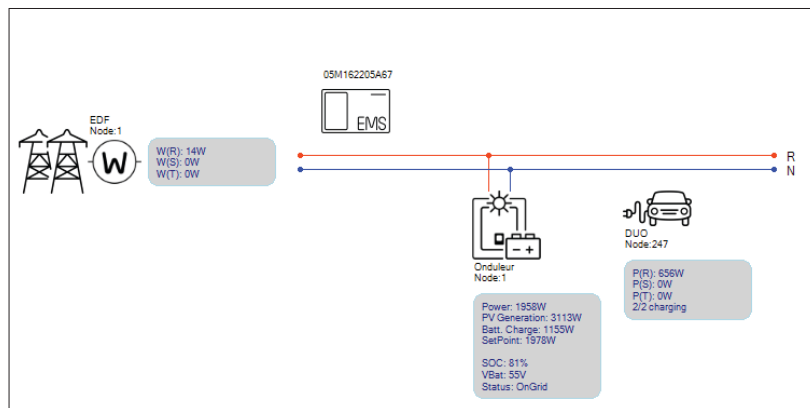 05M162205A67
EMS
EDF
Node:1
W
W(R): 14W
W(S): 0W
W(T): 0W
R
N
Onduleur
Node:1
Power: 1958W
PV Generation: 3113W
Batt. Charge: 1155W
SetPoint: 1978W
SOC: 81%
VBat: 55V
Status: OnGrid
DUO
Node:247
P(R): 656W
P(S): 0W
P(T): 0W
2/2 charging